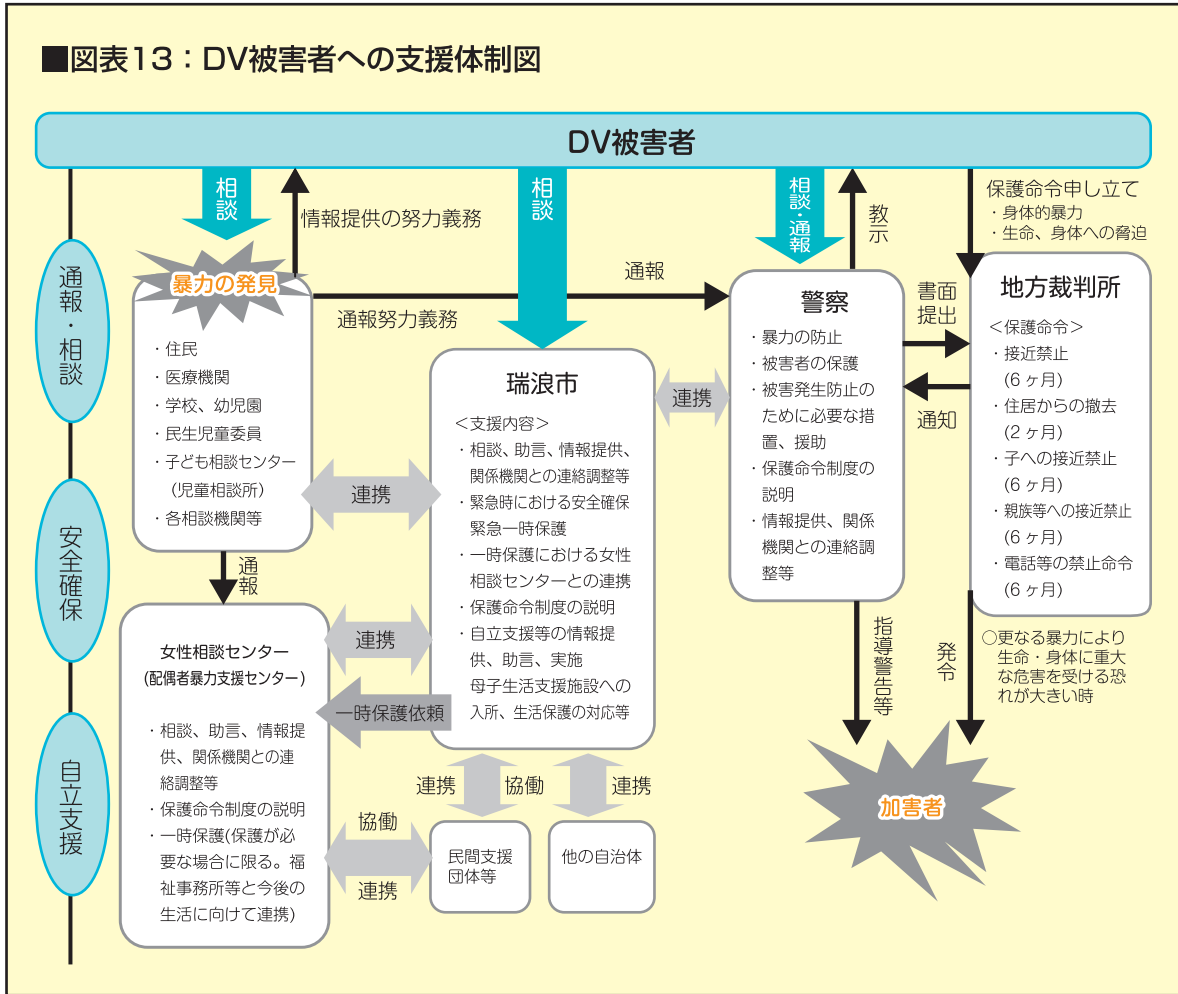 ■図表13：DV被害者への支援体制図
DV被害者
相談
情報提供の努力義務
相談
相談・通報
教示
保護命令申し立て
・身体的暴力
・生命、身体への脅迫
通報・相談
安全確保
自立支援
暴力の発見
・住民
・医療機関
・学校、幼児園
・民生児童委員
・子ども相談センター
（児童相談所）
・各相談機関等
通報
通報努力義務
連携
通報
瑞浪市
＜支援内容＞
・相談、助言、情報提供、
関係機関との連絡調整等
・緊急時における安全確保
緊急一時保護
・一時保護における女性
相談センターとの連携
・保護命令制度の説明
・自立支援等の情報提
供、助言、実施
母子生活支援施設への
入所、生活保護の対応等
連携
警察
・暴力の防止
・被害者の保護
・被害発生防止の
ために必要な措
置、援助
・保護命令制度の
説明
・情報提供、関係
機関との連絡調
整等
書面
提出
通知
地方裁判所
＜保護命令＞
・接近禁止
(6ヶ月)
・住居からの撤去
(2ヶ月)
・子への接近禁止
(6ヶ月)
・親族等への接近禁止
(6ヶ月)
・電話等の禁止命令
(6ヶ月)
指導警告等
発令
○更なる暴力により
生命・身体に重大
な危害を受ける恐
れが大きい時
加害者
女性相談センター
(配偶者暴力支援センター)
・相談、助言、情報提
供、関係機関との連
絡調整等
・保護命令制度の説明
・一時保護(保護が必
要な場合に限る。福
祉事務所等と今後の
生活に向けて連携)
連携
一時保護依頼
連携
協働
連携
協働
連携
民間支援
団体等
他の自治体